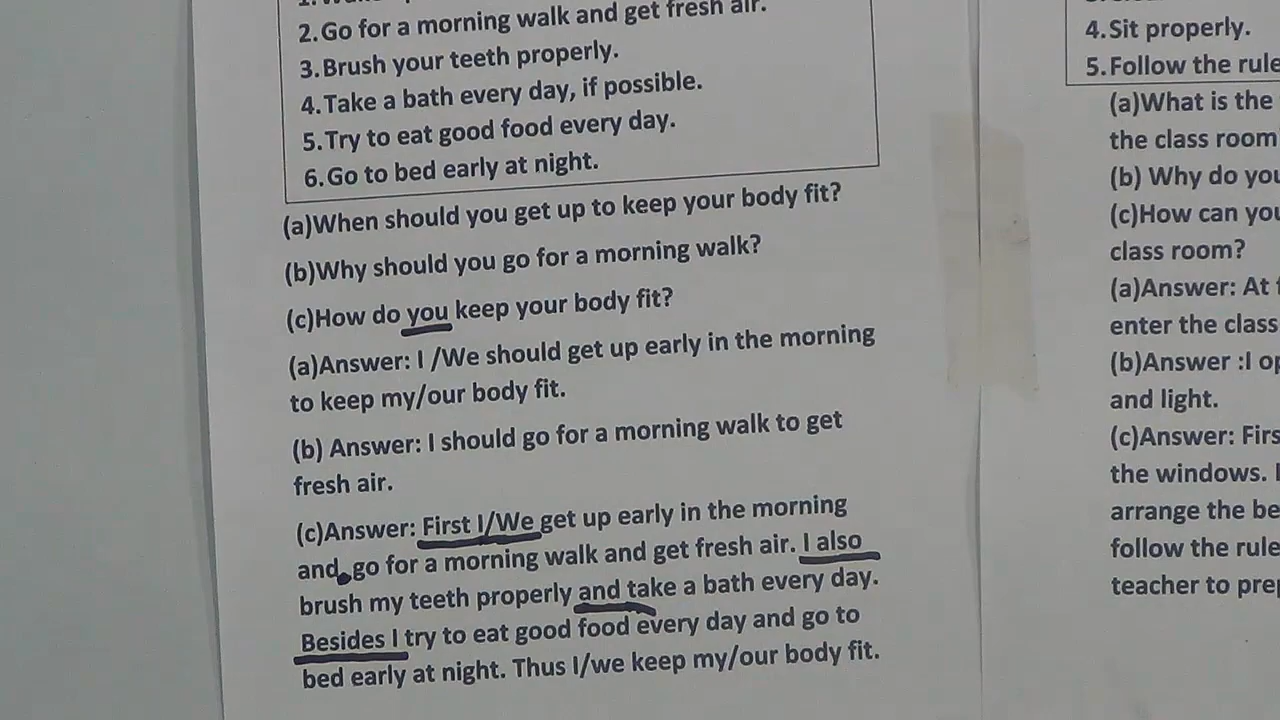 2.Go for a morning walk and get fresh air.
3.Brush your teeth properly.
4.Take a bath every day, if possible.
5.Try to eat good food every day.
6.Go to bed early at night.
(a)When should you get up to keep your body fit?
(b)Why should you go for a morning walk?
(c)How do you keep your body fit?
(a)Answer: I /We should get up early in the morning
to keep my/our body fit.
(b) Answer: I should go for a morning walk to get
fresh air.
(c)Answer: First I/We get up early in the morning
and go for a morning walk and get fresh air. I also
brush my teeth properly and take a bath every day.
Besides I try to eat good food every day and go to
bed early at night. Thus I/we keep my/our body fit.
4.Sit properly.
5.Follow the rule
(a)What is the
the class room
(b) Why do you
(c)How can you
class room?
(a)Answer: At
enter the class
(b)Answer :I
and light.
(c)Answer: Firs
the windows.
arrange the be
follow the rule
teacher to prep